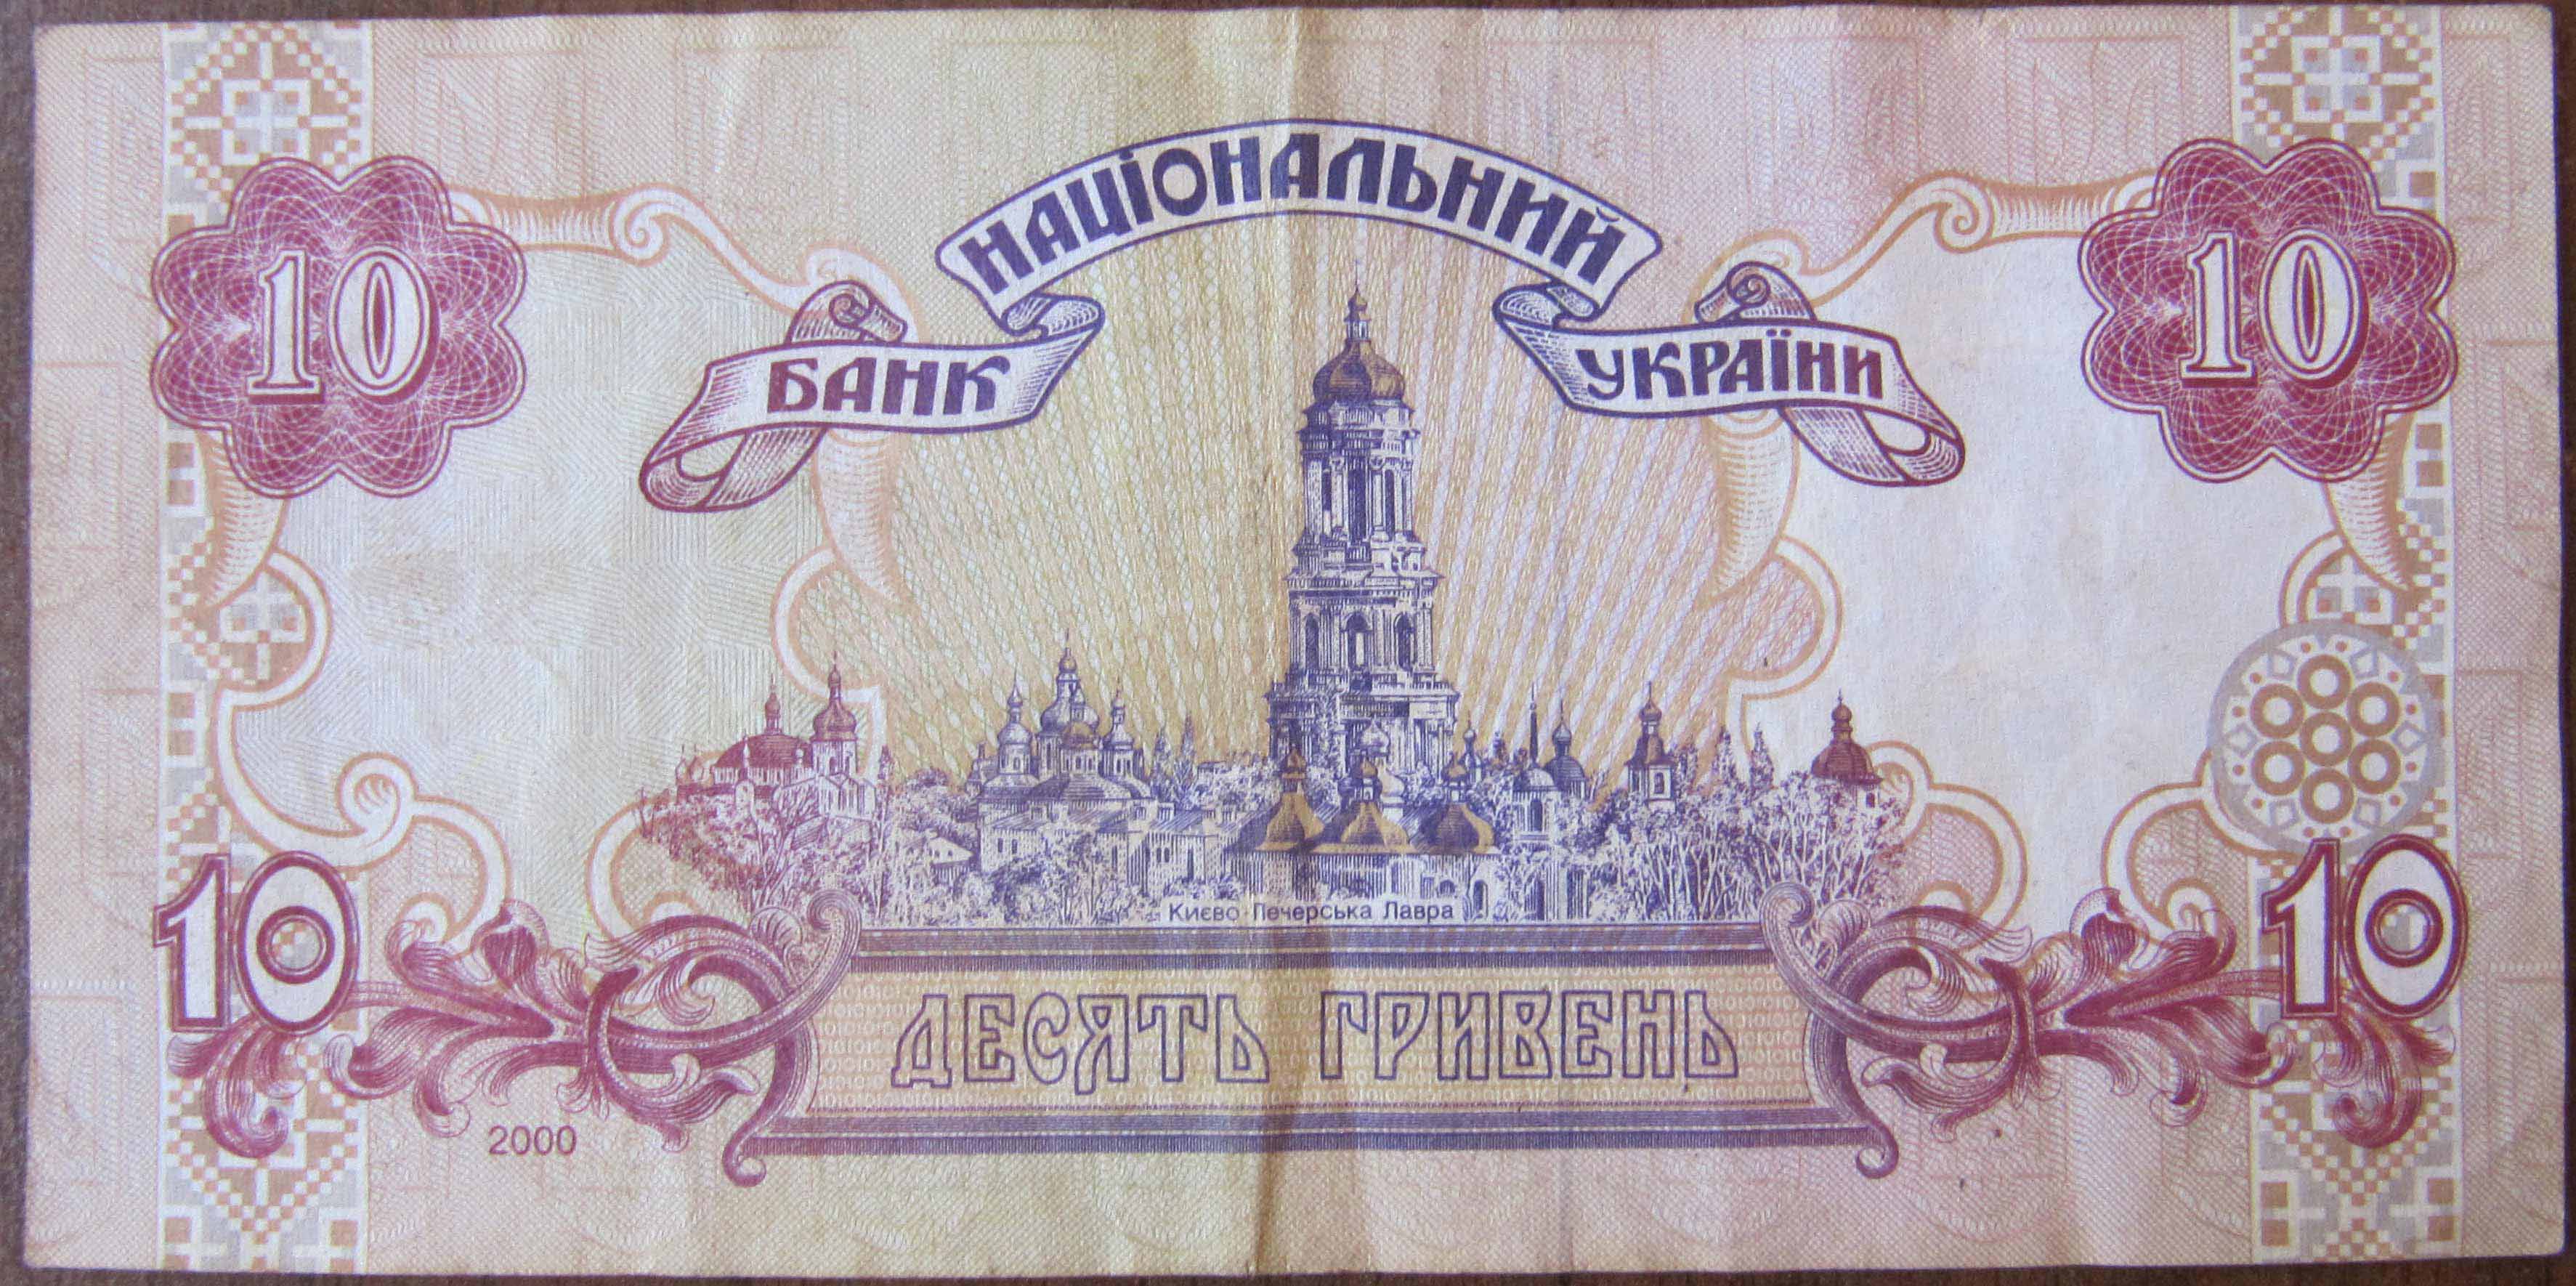 НАЦІОНАЛЬНИЙ
БАНК УКРАЇНИ
10 10
Києво-Печерська Лавра
10 10
ДЕСЯТЬ ГРИВЕНЬ
2000